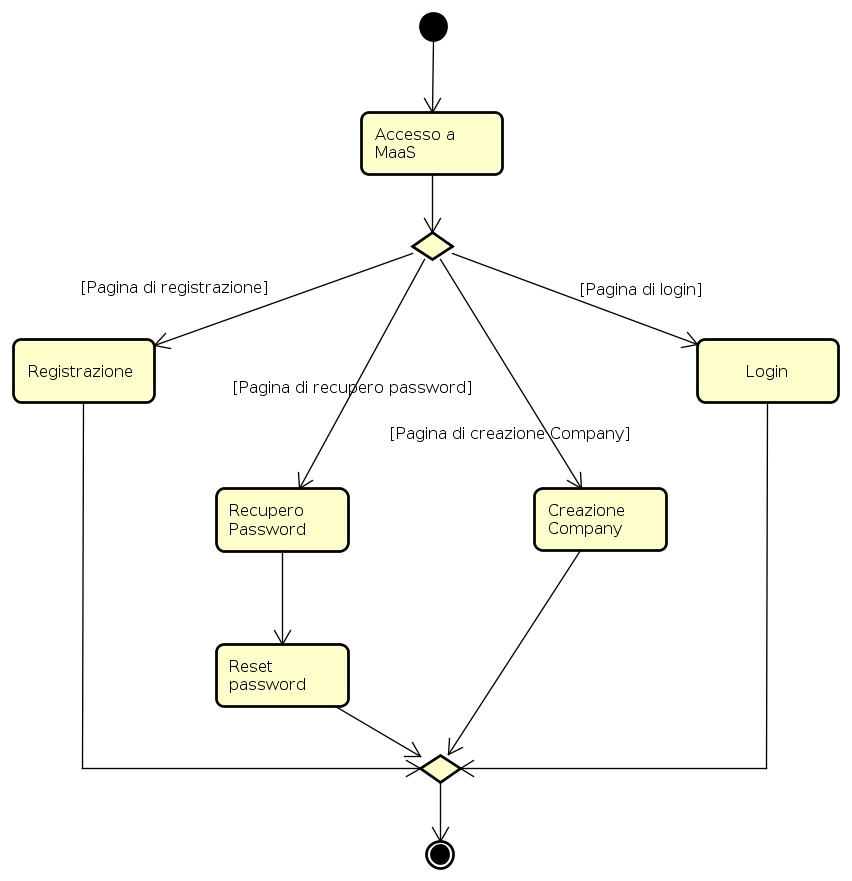 Accesso a
MaaS
[Pagina di registrazione]
[Pagina di login]
Registrazione
Login
[Pagina di recupero password]
[Pagina di creazione Company]
Recupero
Password
Creazione
Company
Reset
password